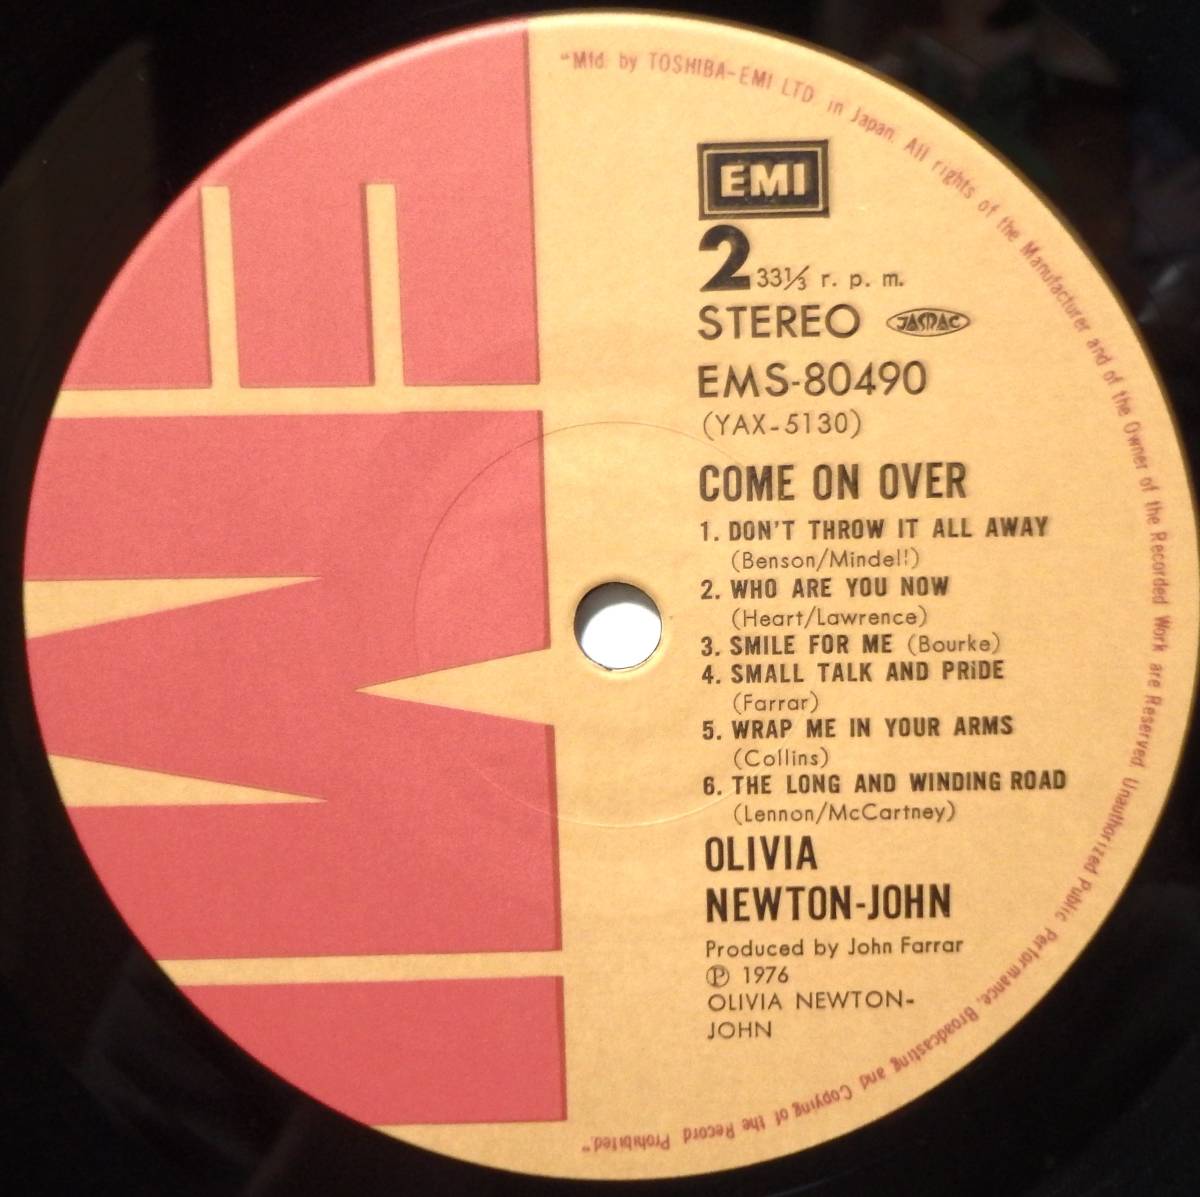 "Mfd. by TOSHIBA-EMI LTD. in Japan. All rights of the Manufacturer and of the Owner of the Recorded Work are Reserved. Unauthorized Public Performance, Broadcasting and Copying of the Record Prohibited."
EMI
EMI
2 33⅓ r. p. m.
STEREO JASRAC
EMS-80490
(YAX-5130)
COME ON OVER
1. DON'T THROW IT ALL AWAY
(Benson/Mindel!)
2. WHO ARE YOU NOW
(Heart/Lawrence)
3. SMILE FOR ME (Bourke)
4. SMALL TALK AND PRiDE
(Farrar)
5. WRAP ME IN YOUR ARMS
(Collins)
6. THE LONG AND WINDING ROAD
(Lennon/McCartney)
OLIVIA
NEWTON-JOHN
Produced by John Farrar
Ⓟ 1976
OLIVIA NEWTON-
JOHN